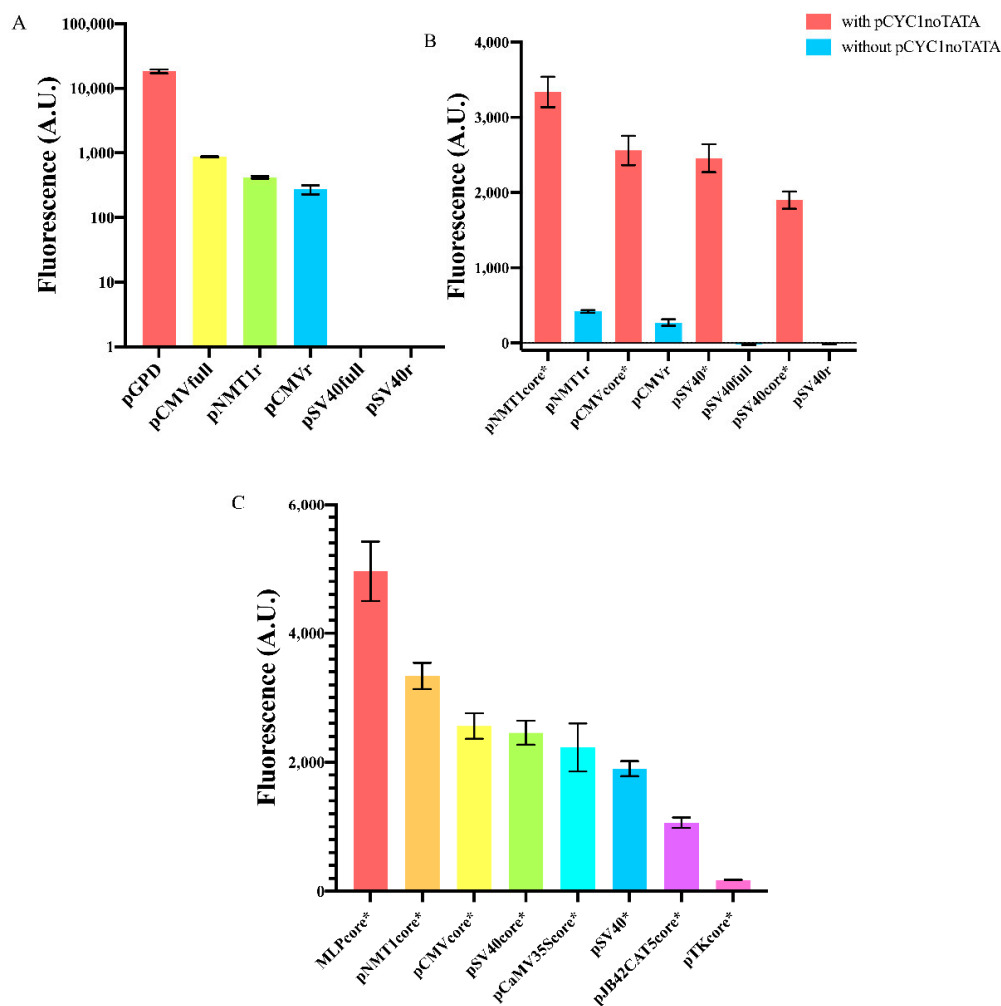 A
Fluorescence (A.U.)
100,000
10,000
1,000
100
10
1
pGPD
pCMVfull
pNMT1r
pCMVr
pSV40full
pSV40r
B
with pCYC1noTATA
without pCYC1noTATA
Fluorescence (A.U.)
4,000
3,000
2,000
1,000
0
pNMT1core*
pNMT1r
pCMVcore*
pCMVr
pSV40*
pSV40full
pSV40core*
pSV40r
C
Fluorescence (A.U.)
6,000
4,000
2,000
0
MLPcore*
pNMT1core*
pCMVcore*
pSV40core*
pCaMV35Score*
pSV40*
pJB42CAT5core*
pTKcore*